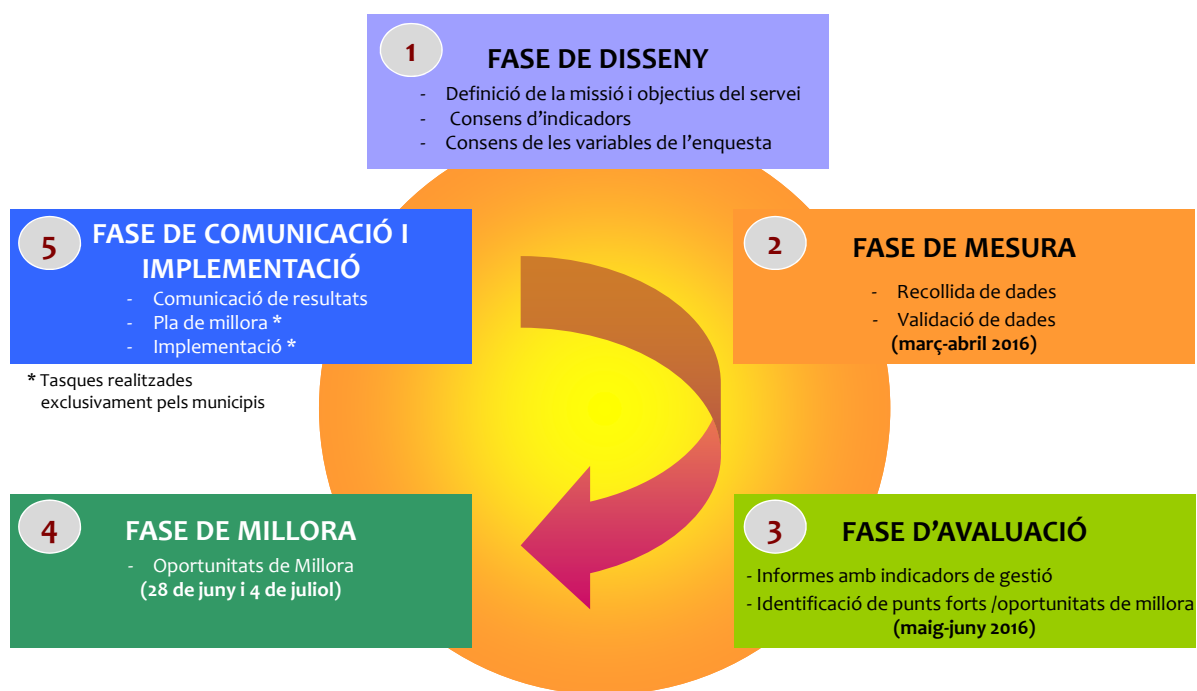 1
FASE DE DISSENY
- Definició de la missió i objectius del servei
- Consens d’indicadors
- Consens de les variables de l’enquesta
5
FASE DE COMUNICACIÓ I
IMPLEMENTACIÓ
- Comunicació de resultats
- Pla de millora *
- Implementació *
* Tasques realitzades
exclusivament pels municipis
2
FASE DE MESURA
- Recollida de dades
- Validació de dades
(març-abril 2016)
4
FASE DE MILLORA
- Oportunitats de Millora
(28 de juny i 4 de juliol)
3
FASE D’AVALUACIÓ
- Informes amb indicadors de gestió
- Identificació de punts forts /oportunitats de millora
(maig-juny 2016)